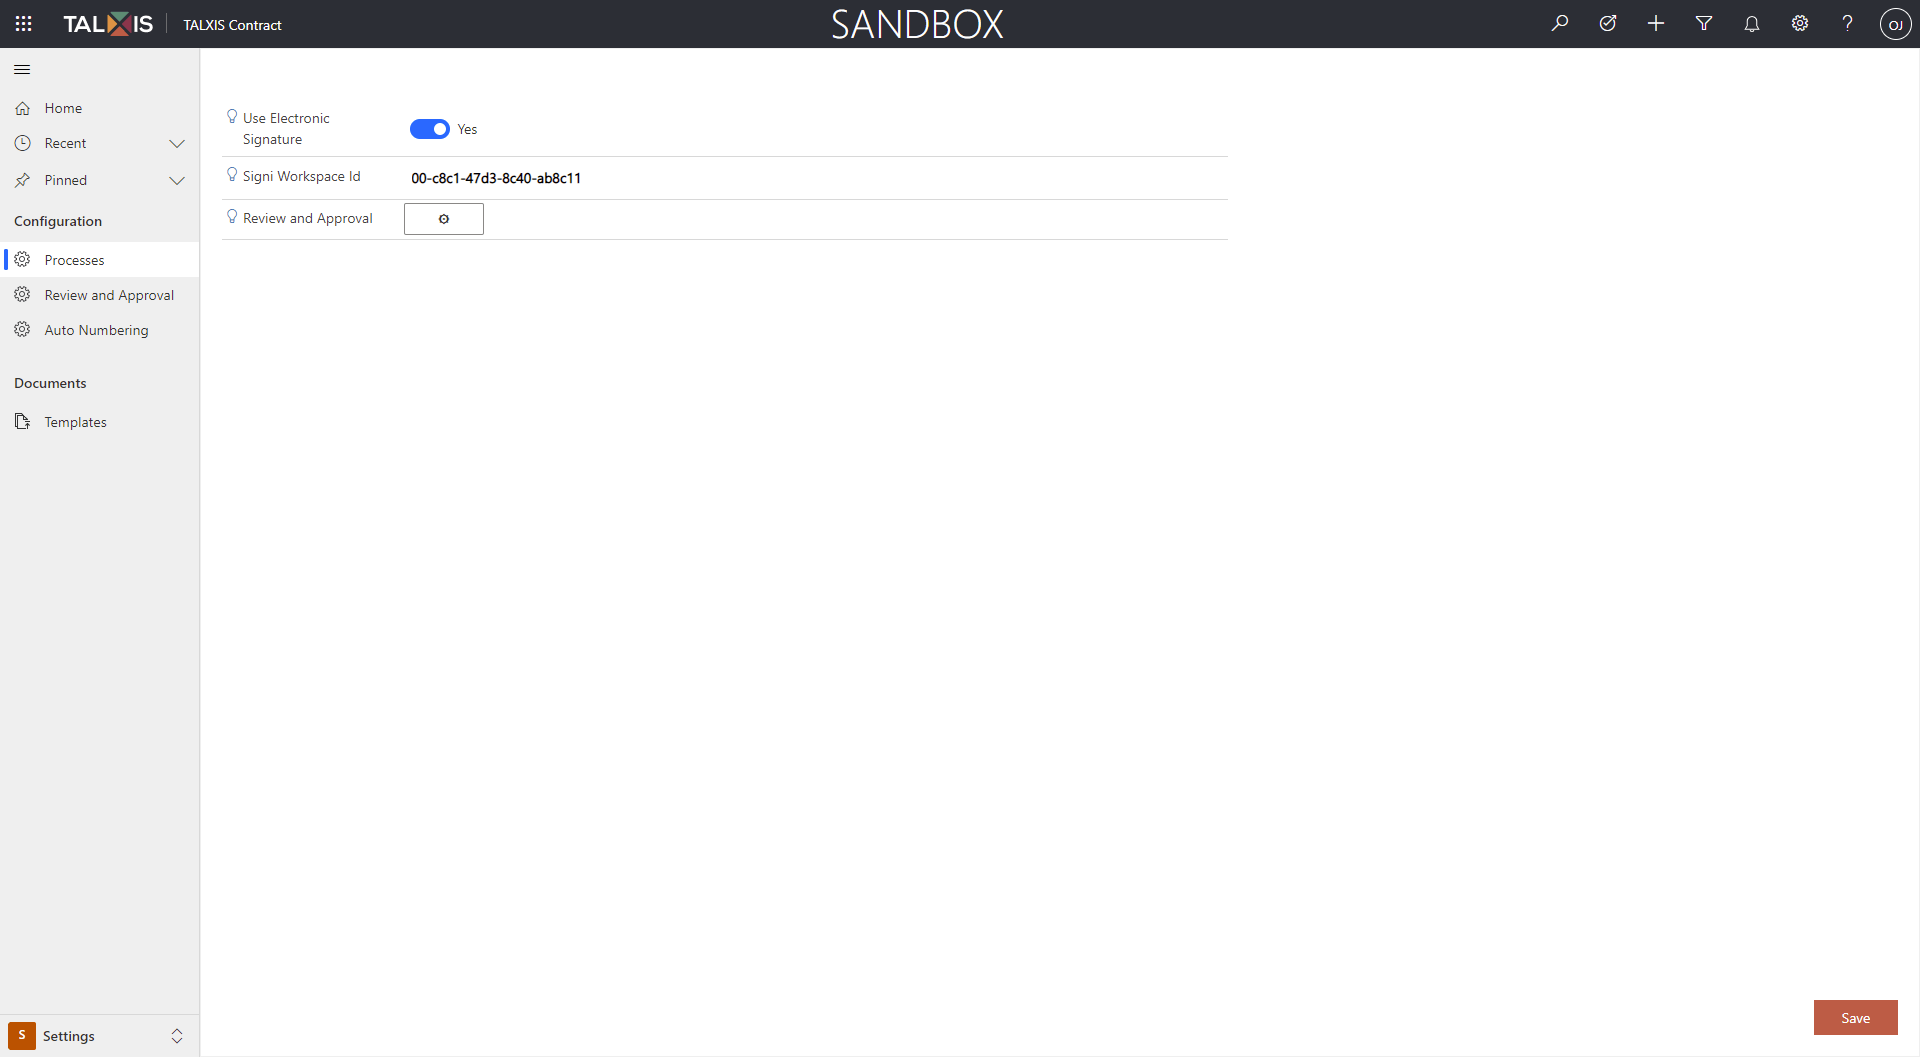 TALXIS
TALXIS Contract
SANDBOX
OJ
Home
Recent
Pinned
Configuration
Processes
Review and Approval
Auto Numbering
Documents
Templates
S Settings
Use Electronic
Signature
Yes
Signi Workspace Id
00-c8c1-47d3-8c40-ab8c11
Review and Approval
Save